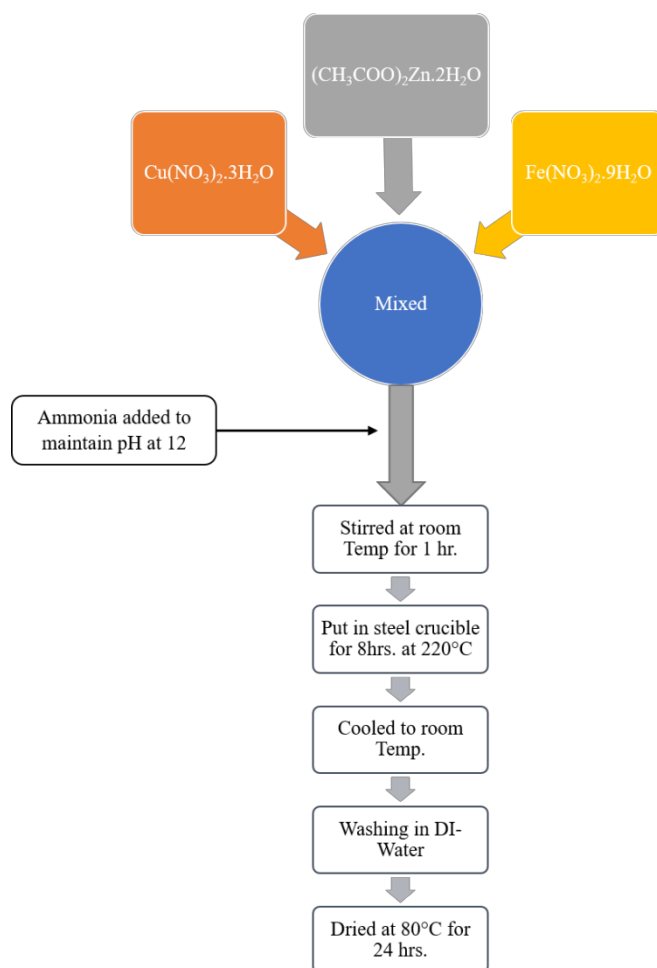 (CH₃COO)₂Zn.2H₂O
Cu(NO₃)₂.3H₂O
Fe(NO₃)₂.9H₂O
Mixed
Ammonia added to
maintain pH at 12
Stirred at room
Temp for 1 hr.
Put in steel crucible
for 8hrs. at 220°C
Cooled to room
Temp.
Washing in DI-
Water
Dried at 80°C for
24 hrs.